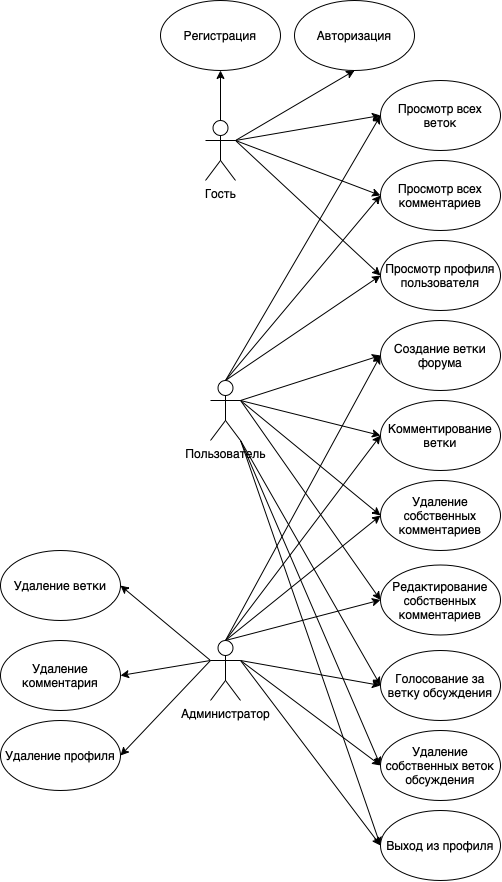 Регистрация
Авторизация
Просмотр всех
веток
Просмотр всех
комментариев
Гость
Просмотр профиля
пользователя
Создание ветки
форума
Комментирование
ветки
Пользователь
Удаление
собственных
комментариев
Удаление ветки
Редактирование
собственных
комментариев
Удаление
комментария
Голосование за
ветку обсуждения
Администратор
Удаление профиля
Удаление
собственных веток
обсуждения
Выход из профиля